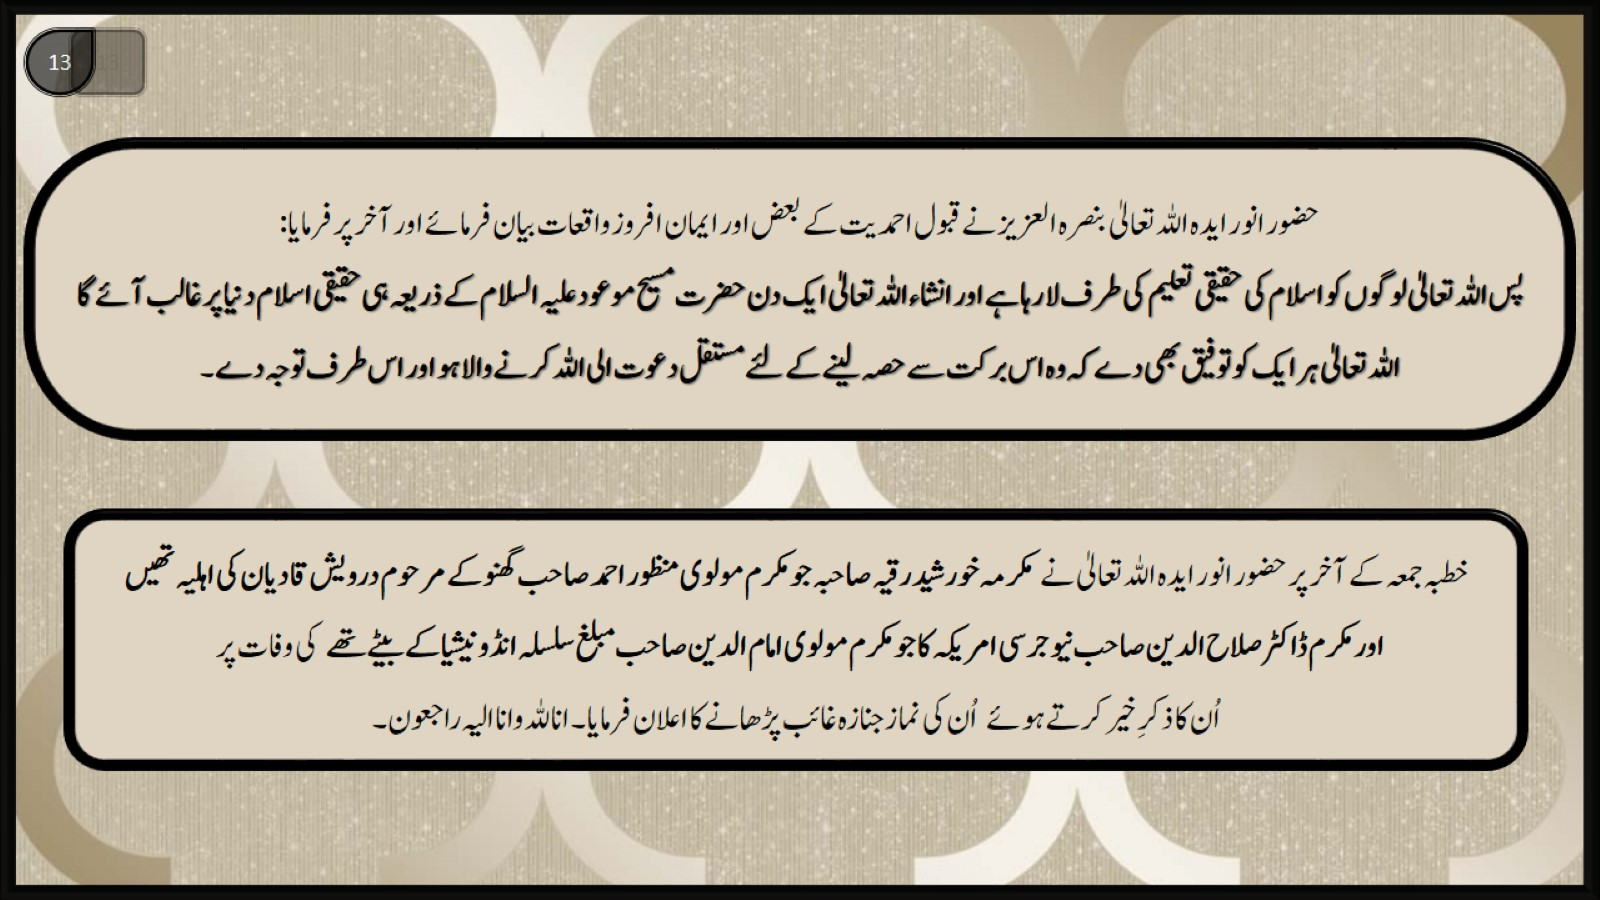 13
حضور انور ایدہ اللہ تعالیٰ بنصرہ العزیز نے قبول احمدیت کے بعض اور ایمان افروز واقعات بیان فرمائے اور آخر پر فرمایا:
پس اللہ تعالیٰ لوگوں کو اسلام کی حقیقی تعلیم کی طرف لا رہا ہے اور انشاء اللہ تعالیٰ ایک دن حضرت مسیح موعود علیہ السلام کے ذریعہ ہی حقیقی اسلام دنیا پر غالب آئے گا
اللہ تعالیٰ ہر ایک کو توفیق بھی دے کہ وہ اس برکت سے حصہ لینے کے لئے مستقل دعوت الی اللہ کرنے والا ہو اور اس طرف توجہ دے۔
خطبہ جمعہ کے آخر پر حضور انور ایدہ اللہ تعالیٰ نے مکرمہ خورشید رقیہ صاحبہ جو مکرم مولوی منظور احمد صاحب گھنو کے مرحوم درویش قادیان کی اہلیہ تھیں
اور مکرم ڈاکٹر صلاح الدین صاحب نیو جرسی امریکہ کا جو مکرم مولوی امام الدین صاحب مبلغ سلسلہ انڈونیشیا کے بیٹے تھے کی وفات پر
اُن کا ذکرِ خیر کرتے ہوئے اُن کی نماز جنازہ غائب پڑھانے کا اعلان فرمایا۔ انا للہ وانا الیہ راجعون۔